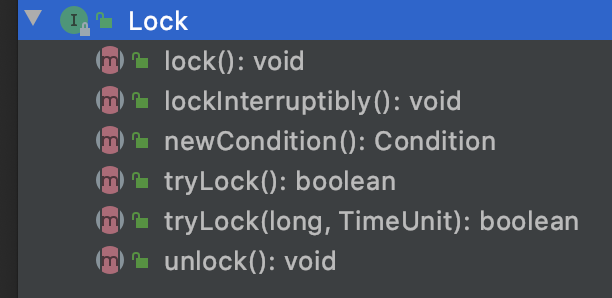 Lock
lock(): void
lockInterruptibly(): void
newCondition(): Condition
tryLock(): boolean
tryLock(long, TimeUnit): boolean
unlock(): void